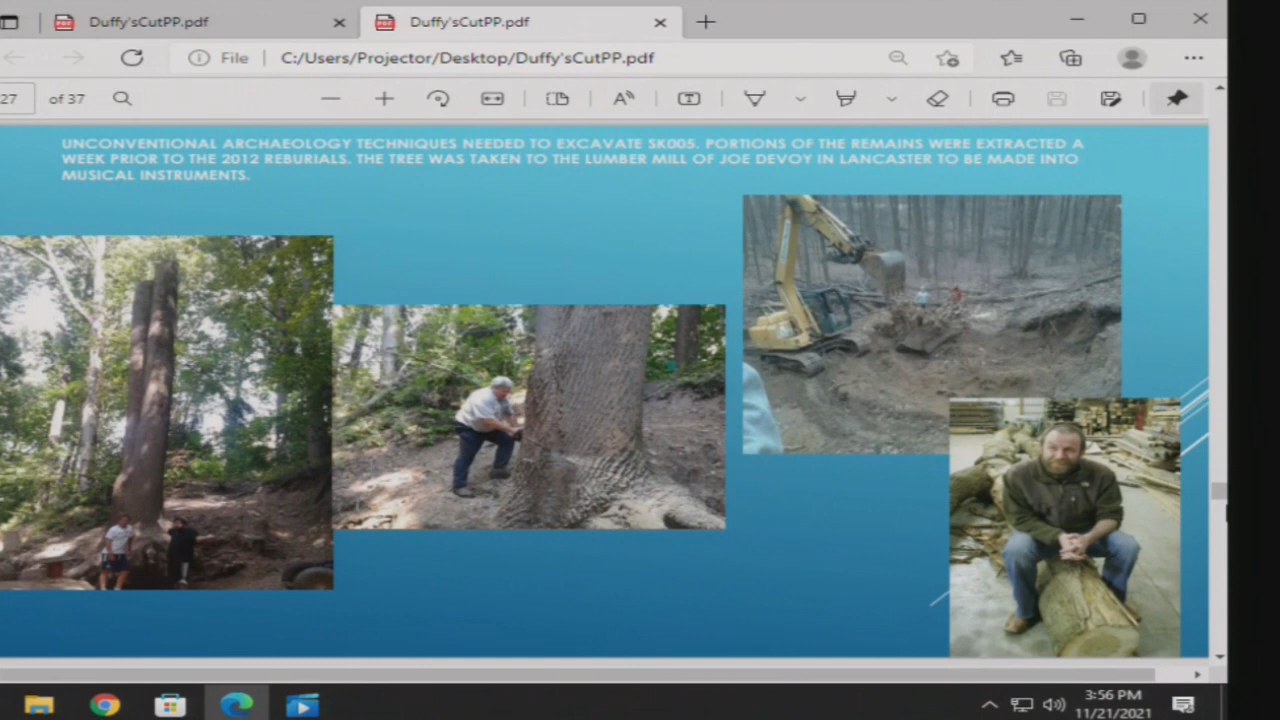 Duffy'sCutPP.pdf
Duffy'sCutPP.pdf
File C:/Users/Projector/Desktop/Duffy'sCutPP.pdf
27 of 37
UNCONVENTIONAL ARCHAEOLOGY TECHNIQUES NEEDED TO EXCAVATE SK005. PORTIONS OF THE REMAINS WERE EXTRACTED A
WEEK PRIOR TO THE 2012 REBURIALS. THE TREE WAS TAKEN TO THE LUMBER MILL OF JOE DEVOY IN LANCASTER TO BE MADE INTO
MUSICAL INSTRUMENTS.
3:56 PM
11/21/2021